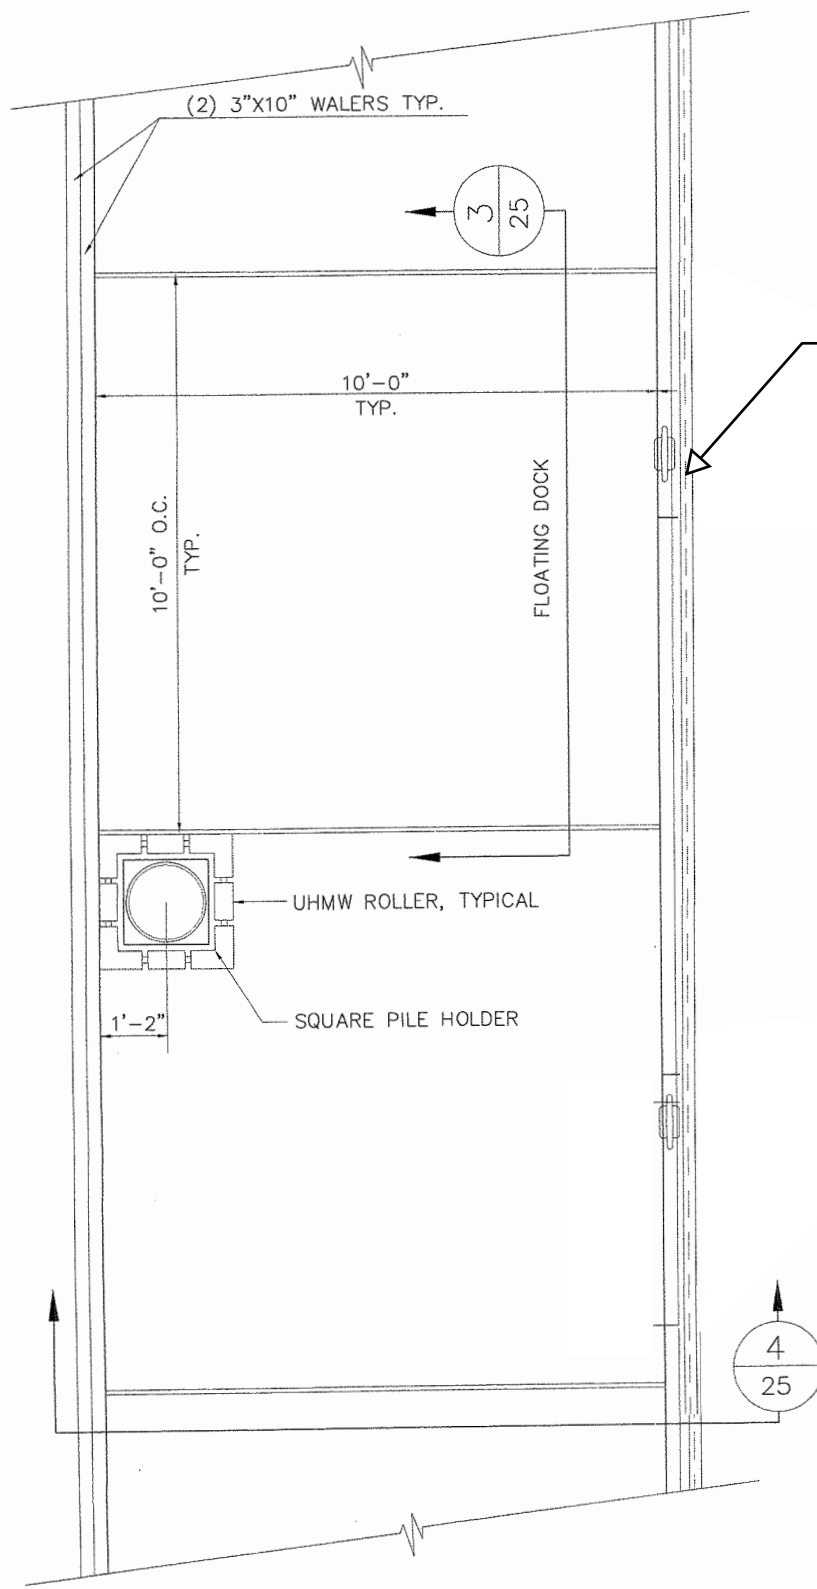 (2) 3"X10" WALERS TYP.
3
25
10'-0"
TYP.
10'-0" O.C.
TYP.
FLOATING DOCK
UHMW ROLLER, TYPICAL
SQUARE PILE HOLDER
1'-2"
4
25